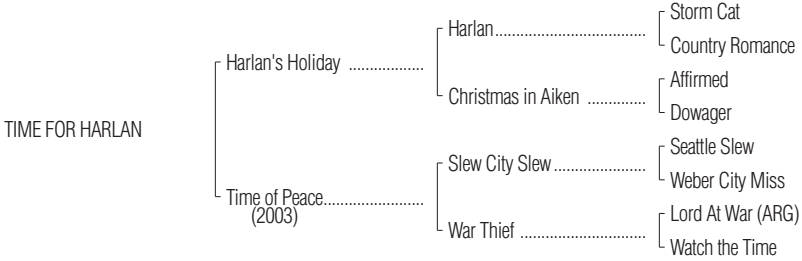 Storm Cat
Harlan....................................
Country Romance
Harlan's Holiday ..................
Affirmed
Christmas in Aiken ..............
Dowager
TIME FOR HARLAN
Seattle Slew
Slew City Slew......................
Weber City Miss
Time of Peace........................
(2003)
Lord At War (ARG)
War Thief ..............................
Watch the Time